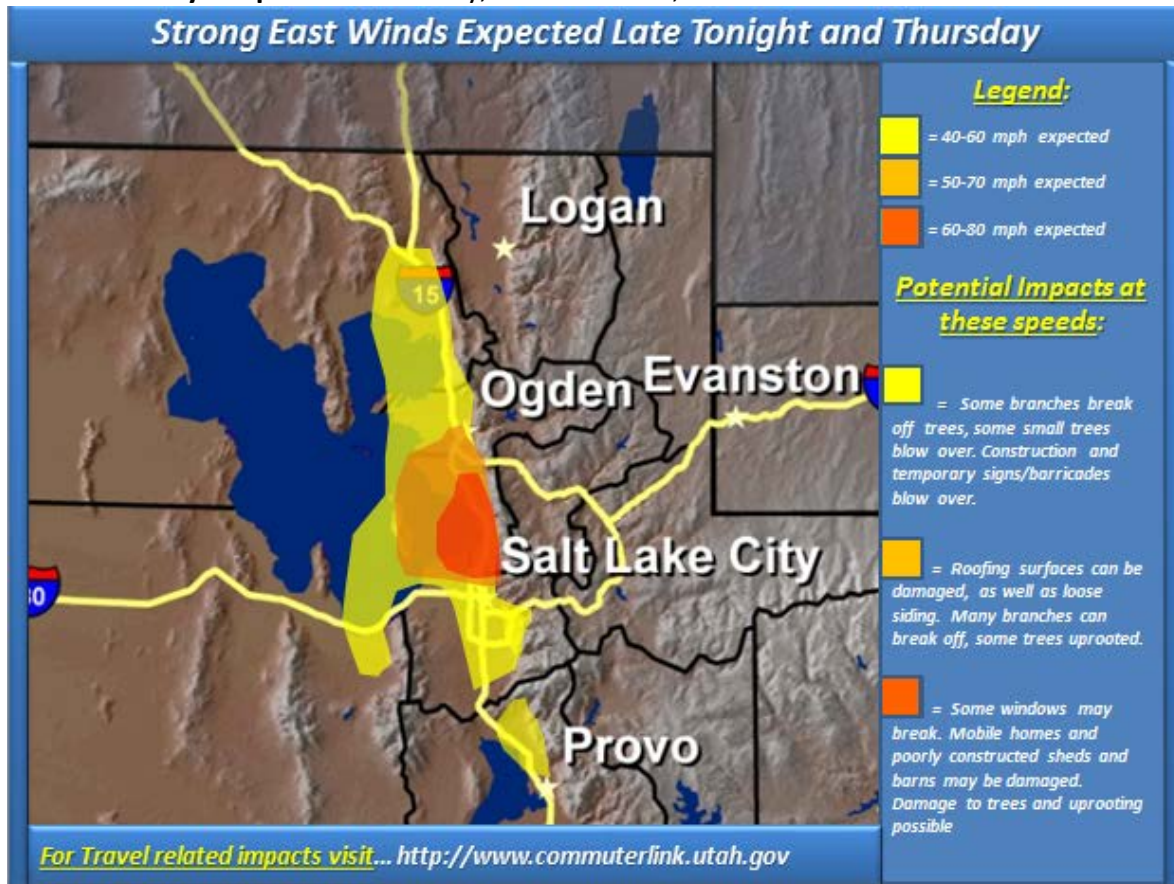 Strong East Winds Expected Late Tonight and Thursday
Logan
15
Ogden
Evanston
Salt Lake City
80
Provo
For Travel related impacts visit... http://www.commuterlink.utah.gov
Legend:
= 40-60 mph expected
= 50-70 mph expected
= 60-80 mph expected
Potential Impacts at
these speeds:
= Some branches break
off trees, some small trees
blow over. Construction and
temporary signs/barricades
blow over.
= Roofing surfaces can be
damaged, as well as loose
siding. Many branches can
break off, some trees uprooted.
= Some windows may
break. Mobile homes and
poorly constructed sheds and
barns may be damaged.
Damage to trees and uprooting
possible